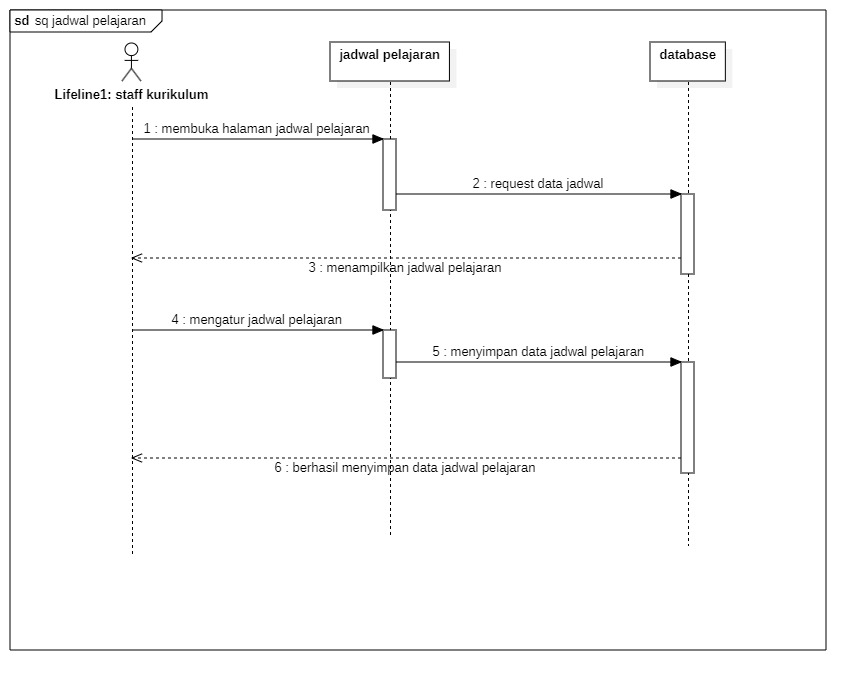 sd sq jadwal pelajaran
jadwal pelajaran
database
Lifeline1: staff kurikulum
1 : membuka halaman jadwal pelajaran
2 : request data jadwal
3 : menampilkan jadwal pelajaran
4 : mengatur jadwal pelajaran
5 : menyimpan data jadwal pelajaran
6 : berhasil menyimpan data jadwal pelajaran